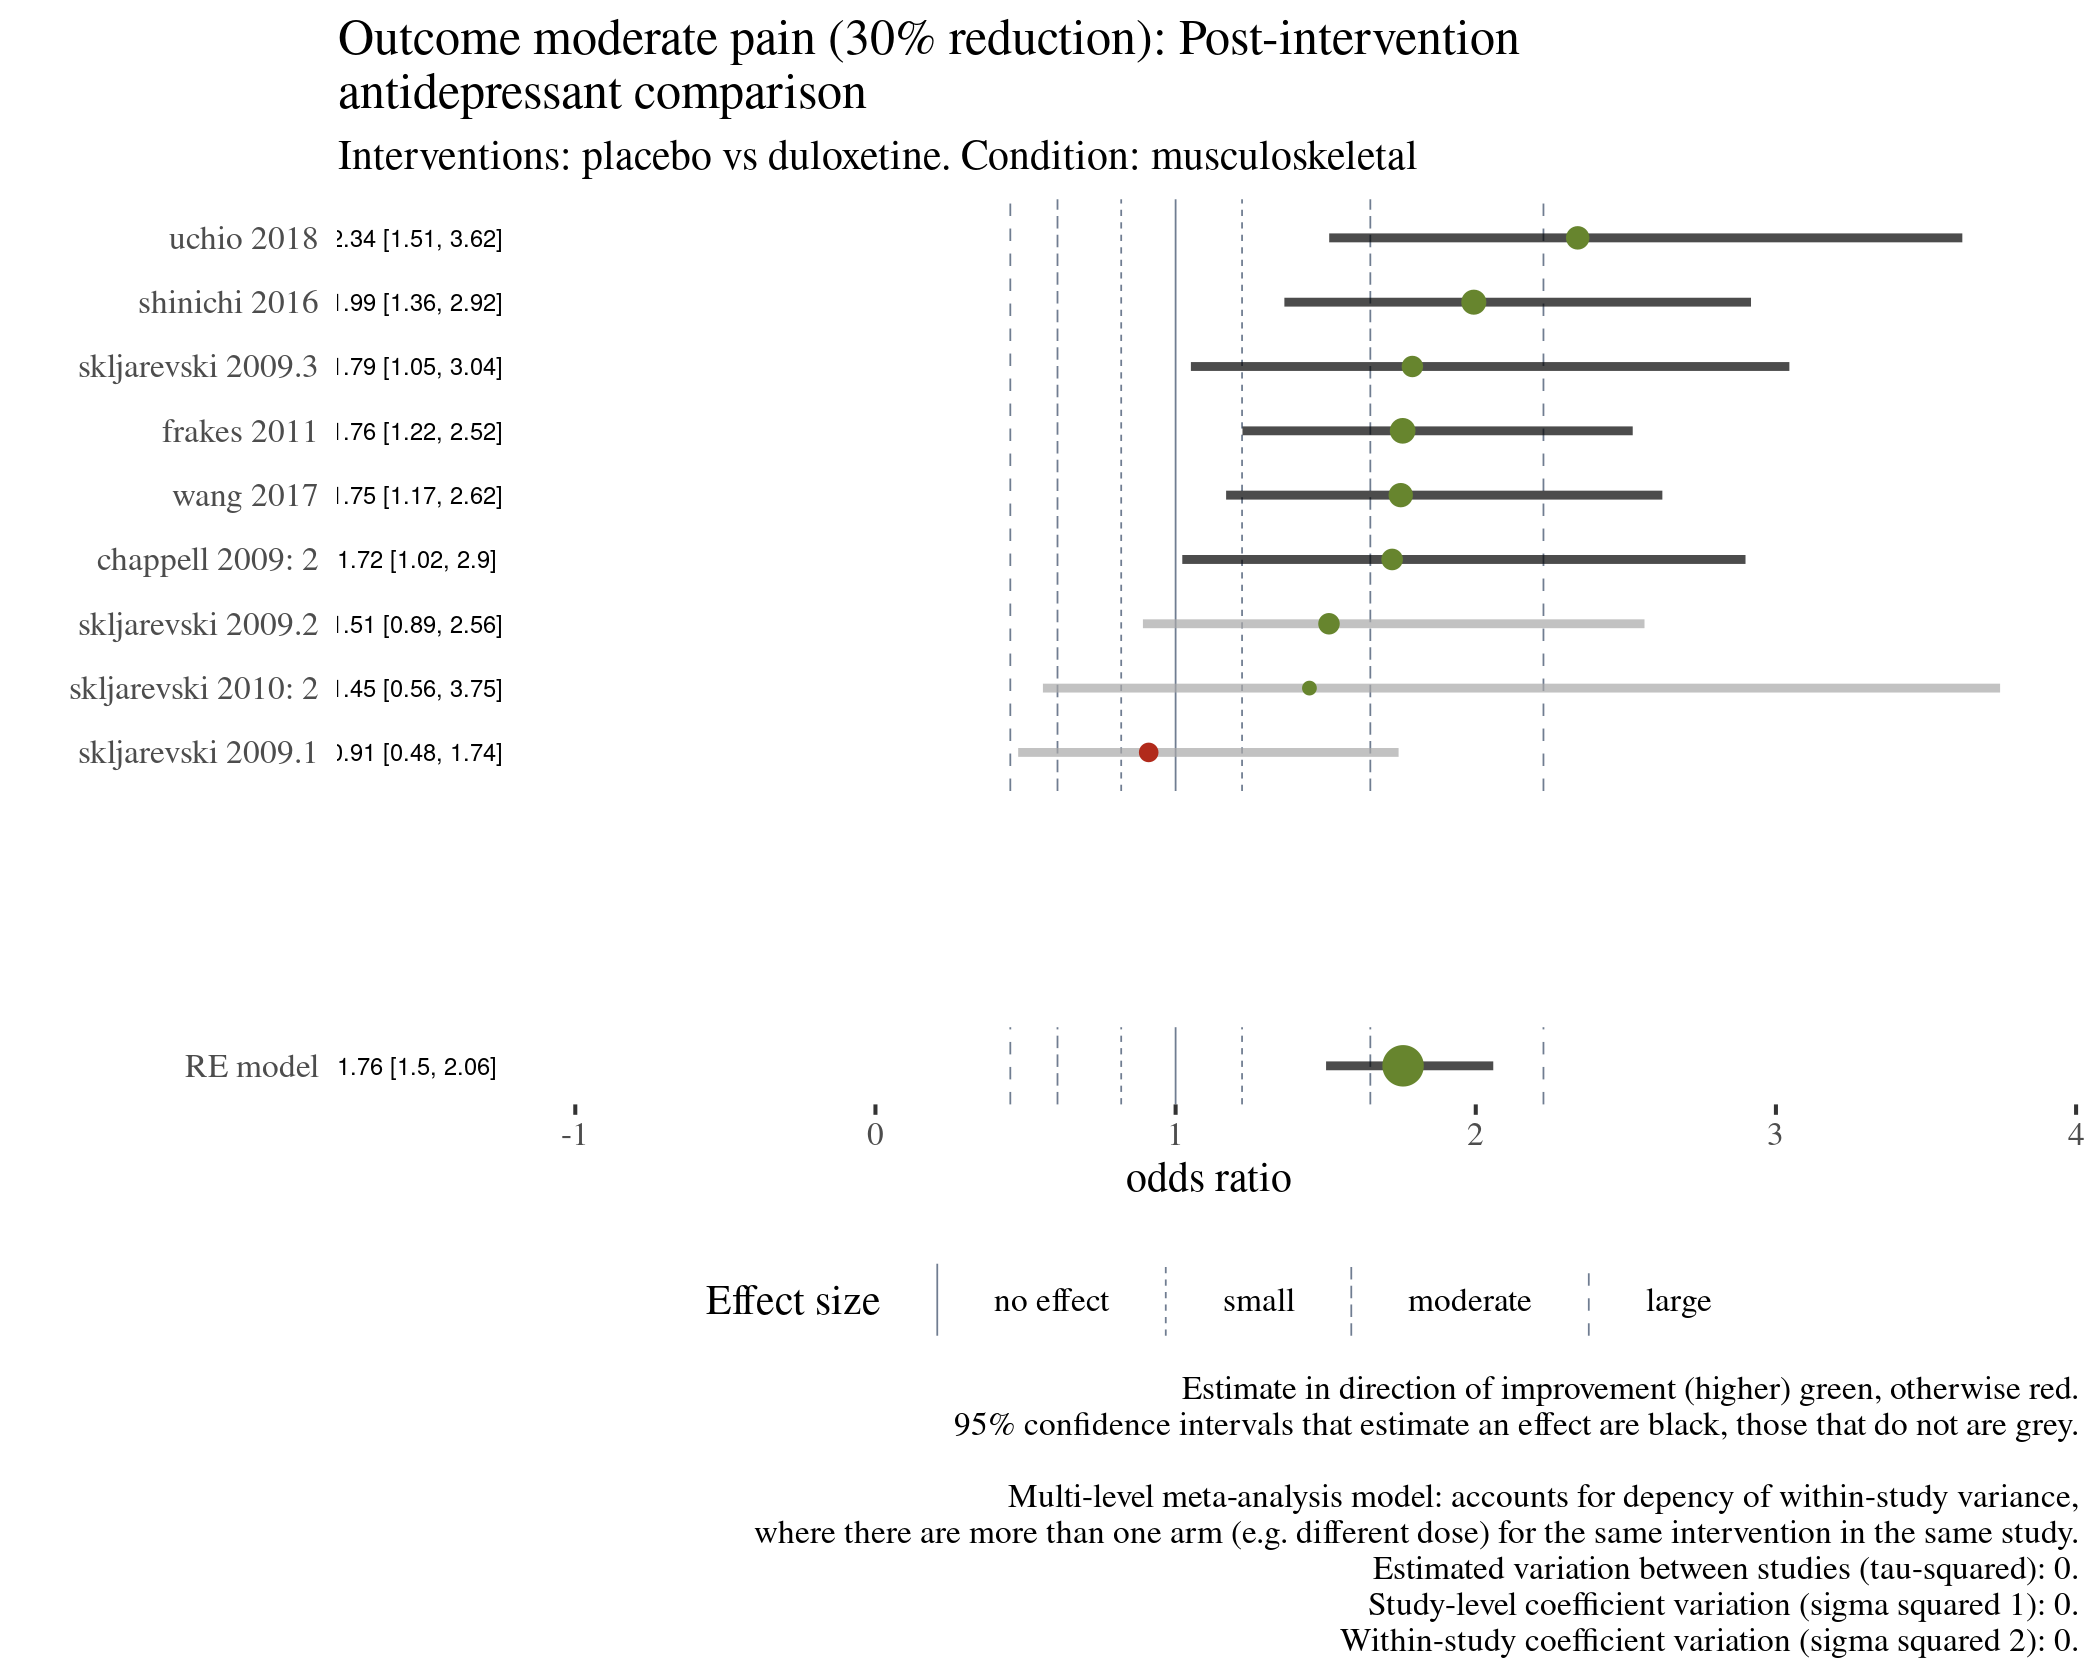 Outcome moderate pain (30% reduction): Post-intervention
antidepressant comparison
Interventions: placebo vs duloxetine. Condition: musculoskeletal
uchio 2018 2.34 [1.51, 3.62]
shinichi 2016 1.99 [1.36, 2.92]
skljarevski 2009.3 1.79 [1.05, 3.04]
frakes 2011 1.76 [1.22, 2.52]
wang 2017 1.75 [1.17, 2.62]
chappell 2009: 2 1.72 [1.02, 2.9]
skljarevski 2009.2 1.51 [0.89, 2.56]
skljarevski 2010: 2 1.45 [0.56, 3.75]
skljarevski 2009.1 0.91 [0.48, 1.74]
RE model 1.76 [1.5, 2.06]
-1 0 1 2 3 4
odds ratio
Effect size no effect small moderate large
Estimate in direction of improvement (higher) green, otherwise red.
95% confidence intervals that estimate an effect are black, those that do not are grey.
Multi-level meta-analysis model: accounts for depency of within-study variance,
where there are more than one arm (e.g. different dose) for the same intervention in the same study.
Estimated variation between studies (tau-squared): 0.
Study-level coefficient variation (sigma squared 1): 0.
Within-study coefficient variation (sigma squared 2): 0.